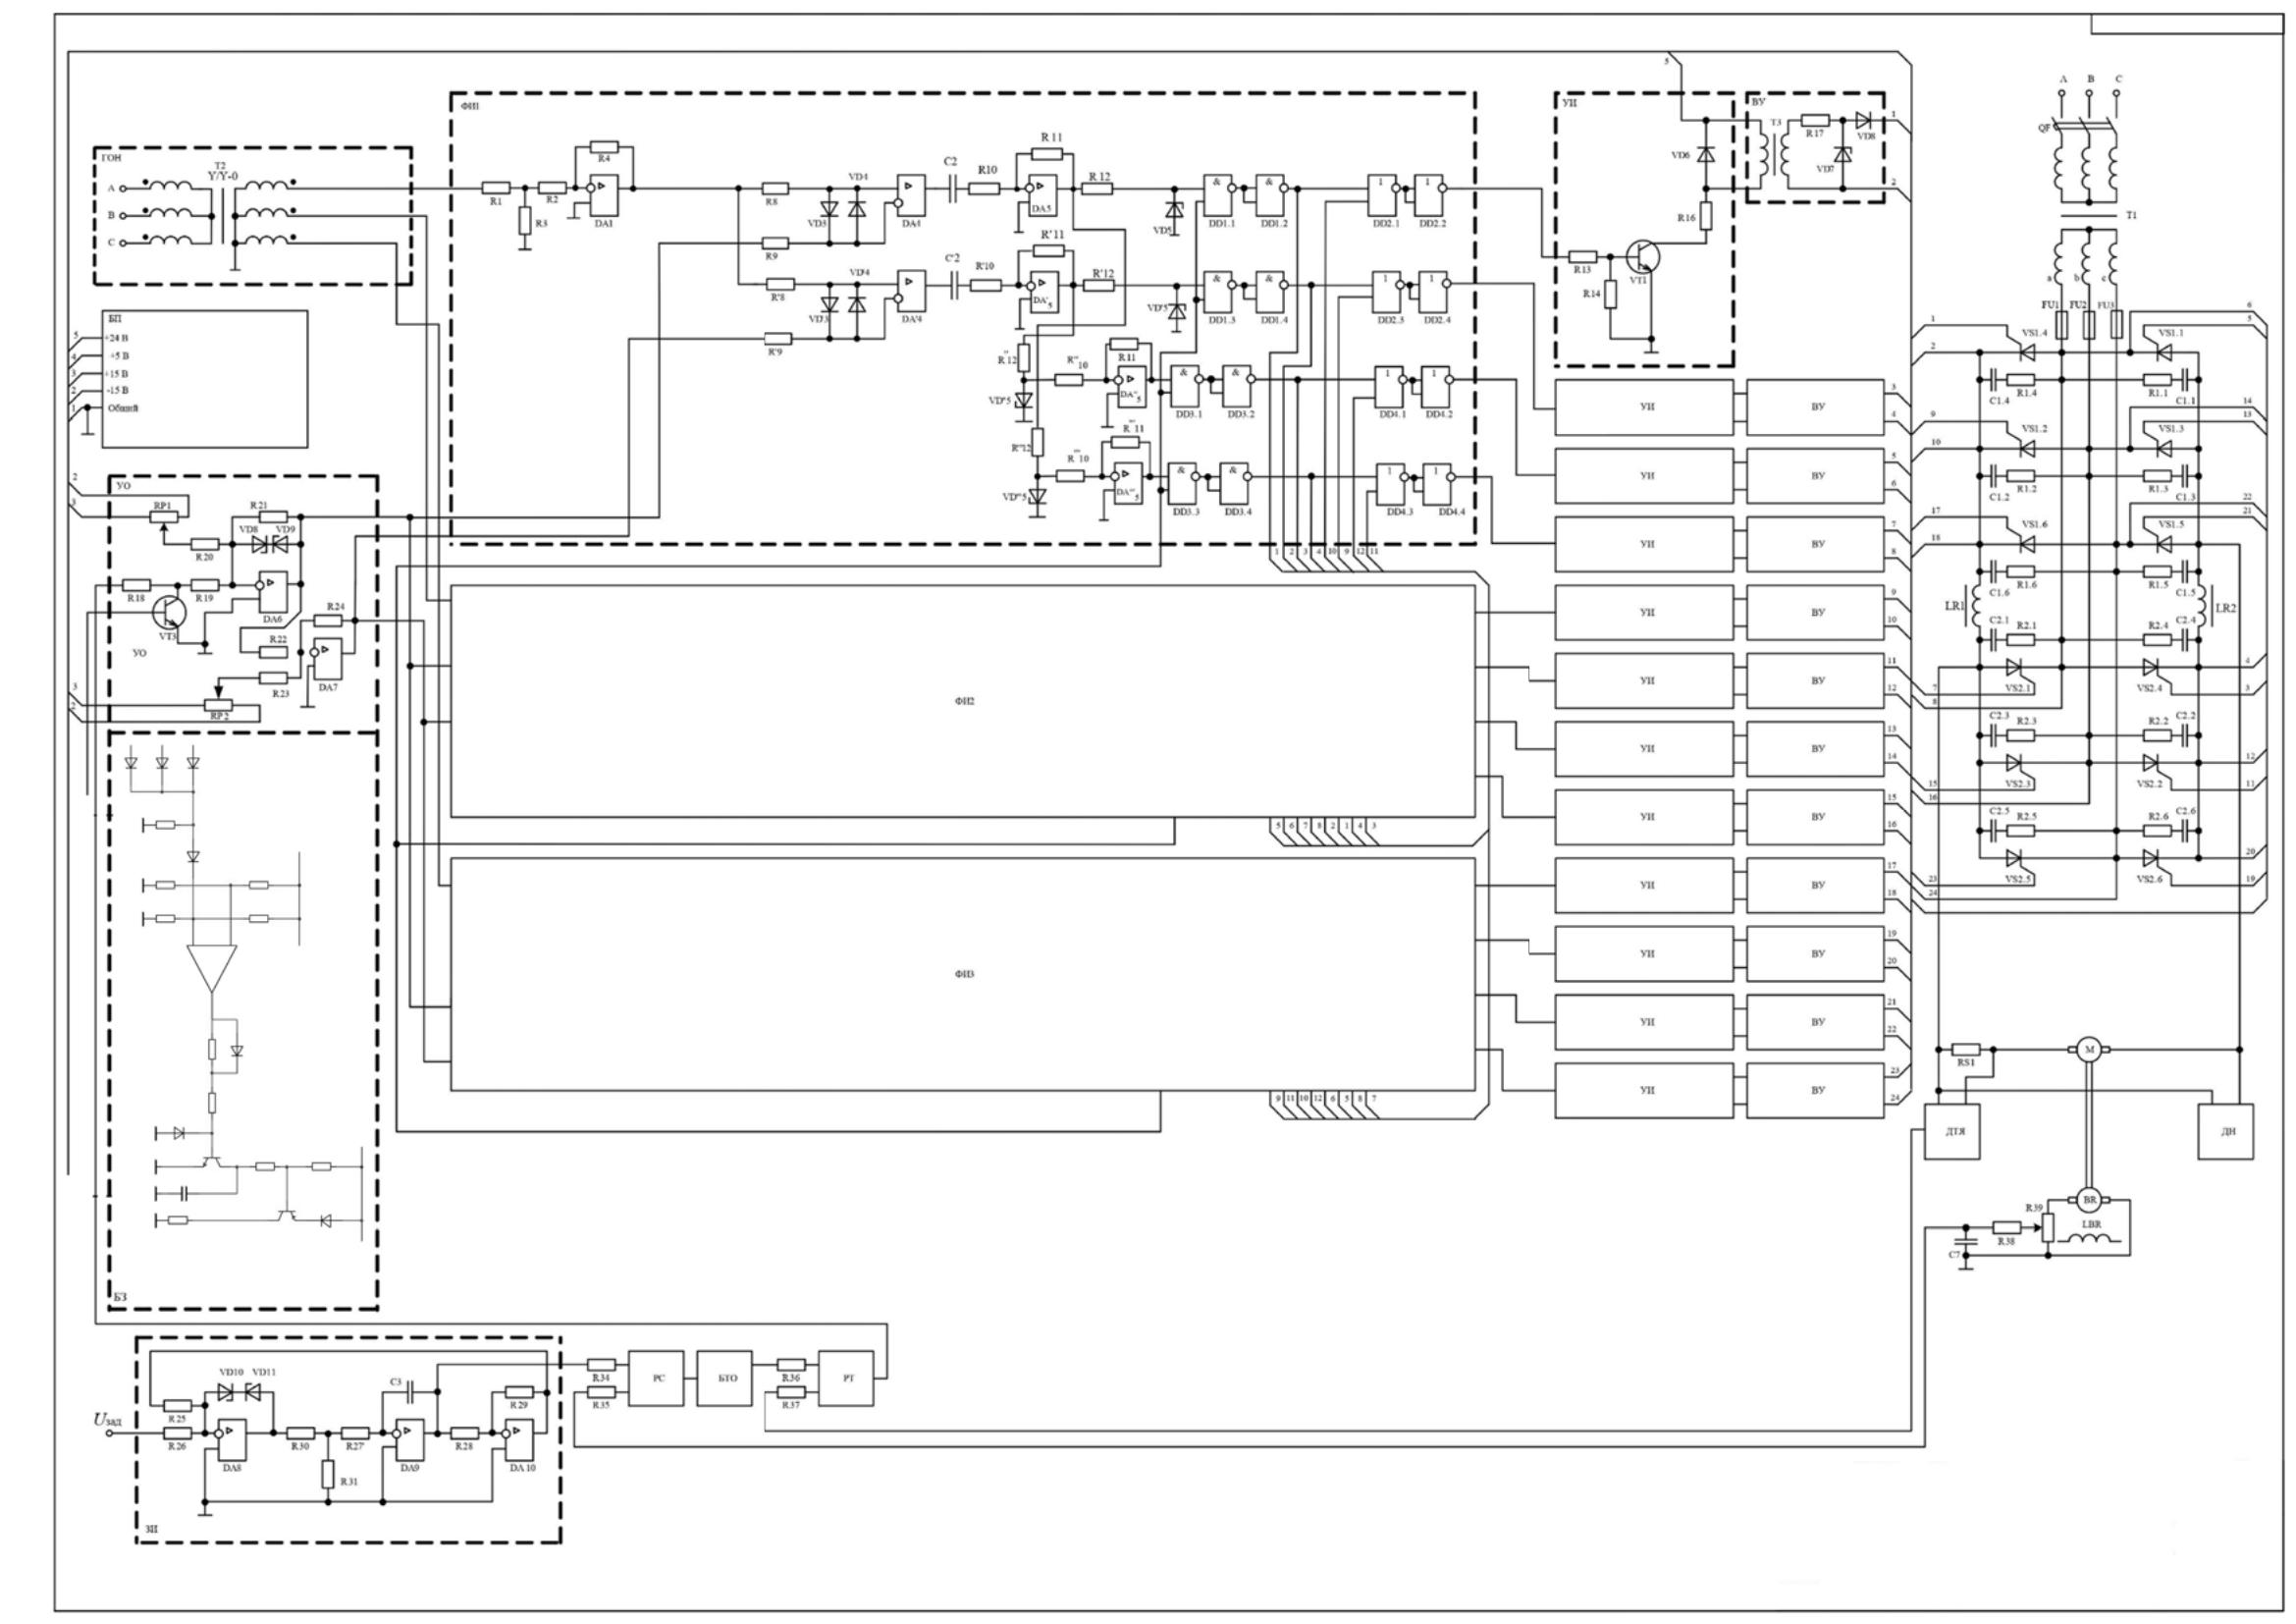 ГОН
T2
Y/Y-0
A
B
C
БП
5
+24 В
4
+5 В
3
+15 В
2
-15 В
1
Общий
ФИ1
R1
R2
R3
R4
DA1
R8
VD3
VD4
R9
DA4
C2
R10
R11
DA5
R12
VD5
&
&
DD1.1
DD1.2
1
1
DD2.1
DD2.2
R'8
VD'3
VD'4
R'9
DA'4
C'2
R'10
R'11
DA'5
R'12
VD'5
&
&
DD1.3
DD1.4
1
1
DD2.3
DD2.4
R"12
VD"5
R"10
R11
DA"5
&
&
DD3.1
DD3.2
1
1
DD4.1
DD4.2
R'''12
VD'''5
R'''10
R'''11
DA'''5
&
&
DD3.3
DD3.4
1
1
DD4.3
DD4.4
1 2 3 4 10 9 12 11
УИ
5
R13
R14
VT1
VD6
R16
ВУ
T3
R17
VD7
VD8
1
2
УИ ВУ 3 4
УИ ВУ 5 6
УИ ВУ 7 8
УИ ВУ 9 10
УИ ВУ 11 12
УИ ВУ 13 14
УИ ВУ 15 16
УИ ВУ 17 18
УИ ВУ 19 20
УИ ВУ 21 22
УИ ВУ 23 24
ФИ2
5 6 7 8 2 1 4 3
ФИ3
9 11 10 12 6 5 8 7
УО
2
3
RP1
R20
R21
VD8
VD9
R18
R19
VT3
DA6
R24
R22
УО
R23
DA7
3
2
RP2
БЗ
A B C
QF
T1
a b c
FU1
FU2
FU3
6
5
1
2
VS1.4
VS1.1
C1.4
R1.4
R1.1
C1.1
14
13
9
10
VS1.2
VS1.3
C1.2
R1.2
R1.3
C1.3
22
21
17
18
VS1.6
VS1.5
C1.6
R1.6
R1.5
C1.5
LR1
LR2
C2.1
R2.1
R2.4
C2.4
4
3
7
8
VS2.1
VS2.4
C2.3
R2.3
R2.2
C2.2
12
11
15
16
VS2.3
VS2.2
C2.5
R2.5
R2.6
C2.6
20
19
23
24
VS2.5
VS2.6
RS1
M
ДТЯ
ДН
BR
R39
LBR
R38
C7
Uзад
R25
R26
VD10
VD11
DA8
R30
R31
R27
C3
DA9
R28
R29
DA10
ЗИ
R34
R35
РС
БТО
R36
R37
РТ